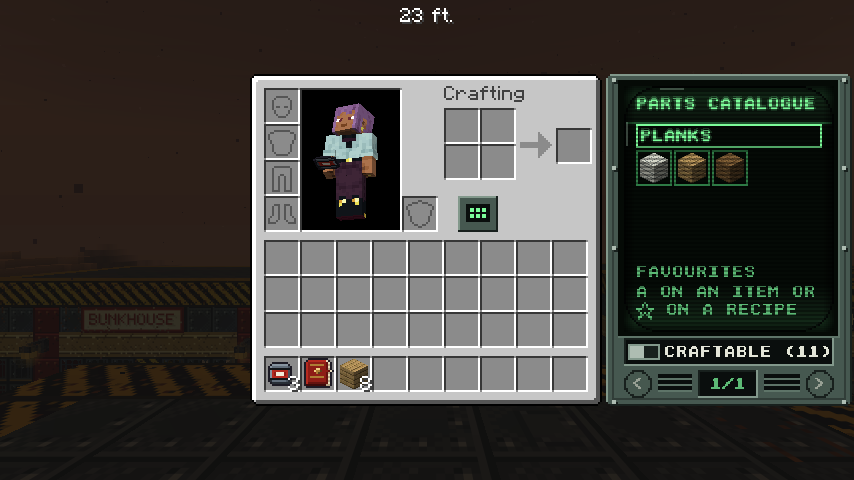 23 ft.
Crafting
PARTS CATALOGUE
PLANKS
FAVOURITES
A ON AN ITEM OR
☆ ON A RECIPE
BUNKHOUSE
3
8
CRAFTABLE (11)
< 1/1 >